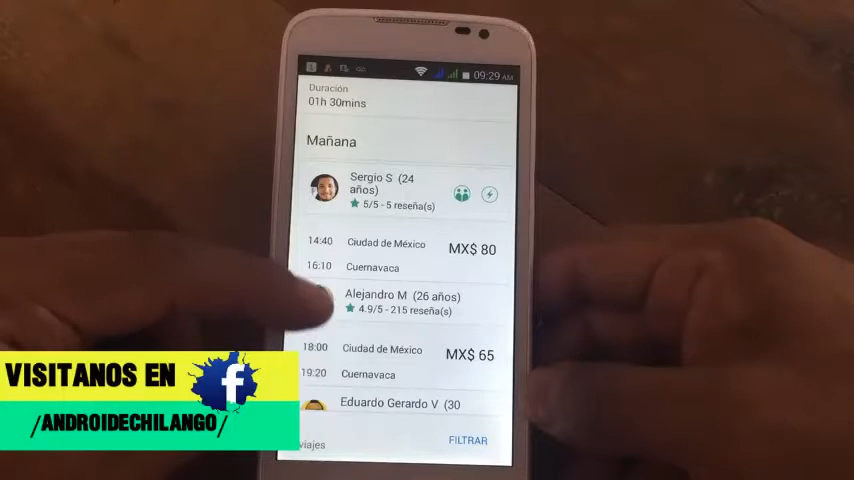 09:29 AM
Duración
01h 30mins
Mañana
Sergio S (24
años)
5/5 - 5 reseña(s)
14:40 Ciudad de México MX$ 80
16:10 Cuernavaca
Alejandro M (26 años)
4.9/5 - 215 reseña(s)
18:00 Ciudad de México MX$ 65
19:20 Cuernavaca
Eduardo Gerardo V (30
viajes FILTRAR
VISITANOS EN f
/ANDROIDECHILANGO/